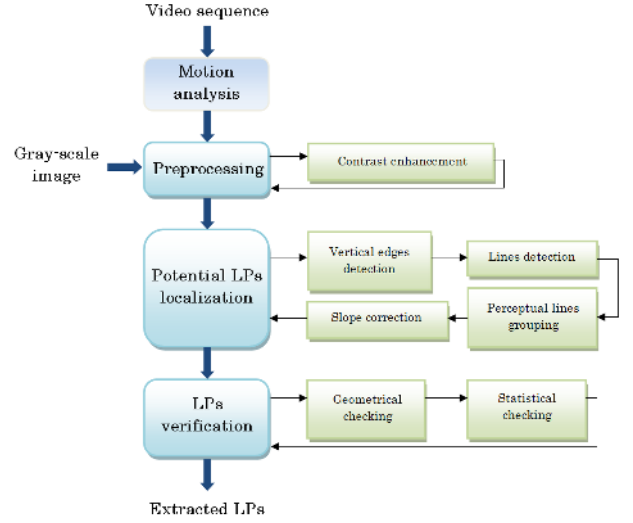 Video sequence
Motion
analysis
Gray-scale
image
Preprocessing
Contrast enhancement
Potential LPs
localization
Vertical edges
detection
Lines detection
Perceptual lines
grouping
Slope correction
LPs
verification
Geometrical
checking
Statistical
checking
Extracted LPs